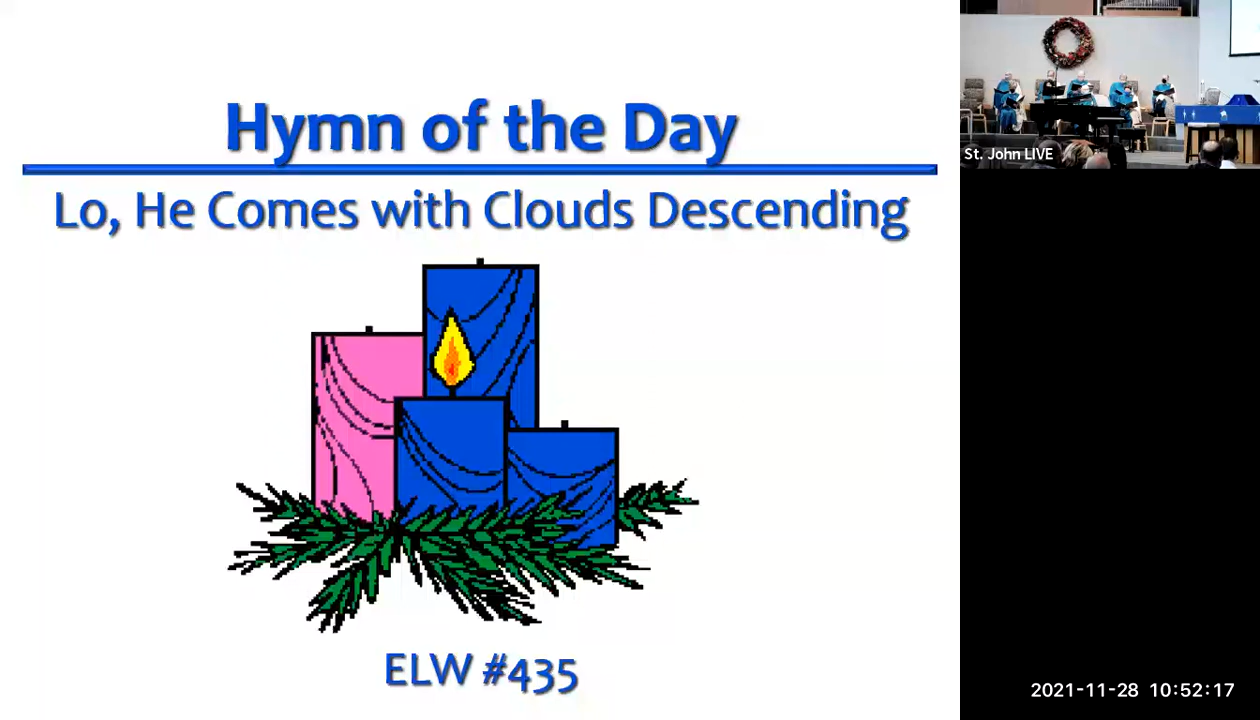 Hymn of the Day
Lo, He Comes with Clouds Descending
ELW #435
St. John LIVE
2021-11-28 10:52:17